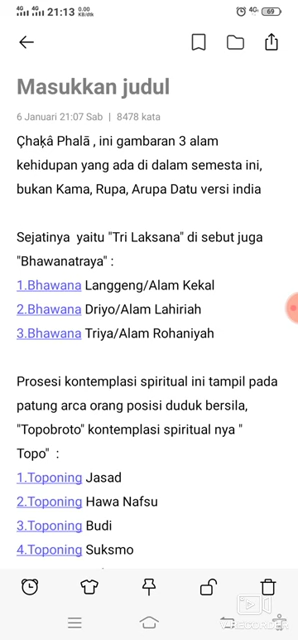 4G 4G 21:13 0.00 KB/dtk 4G 69
Masukkan judul
6 Januari 21:07 Sab | 8478 kata
Çhaķâ Phalā , ini gambaran 3 alam
kehidupan yang ada di dalam semesta ini,
bukan Kama, Rupa, Arupa Datu versi india
Sejatinya yaitu "Tri Laksana" di sebut juga
"Bhawanatraya" :
1.Bhawana Langgeng/Alam Kekal
2.Bhawana Driyo/Alam Lahiriah
3.Bhawana Triya/Alam Rohaniyah
Prosesi kontemplasi spiritual ini tampil pada
patung arca orang posisi duduk bersila,
"Topobroto" kontemplasi spiritual nya "
Topo" :
1.Toponing Jasad
2.Toponing Hawa Nafsu
3.Toponing Budi
4.Toponing Suksmo